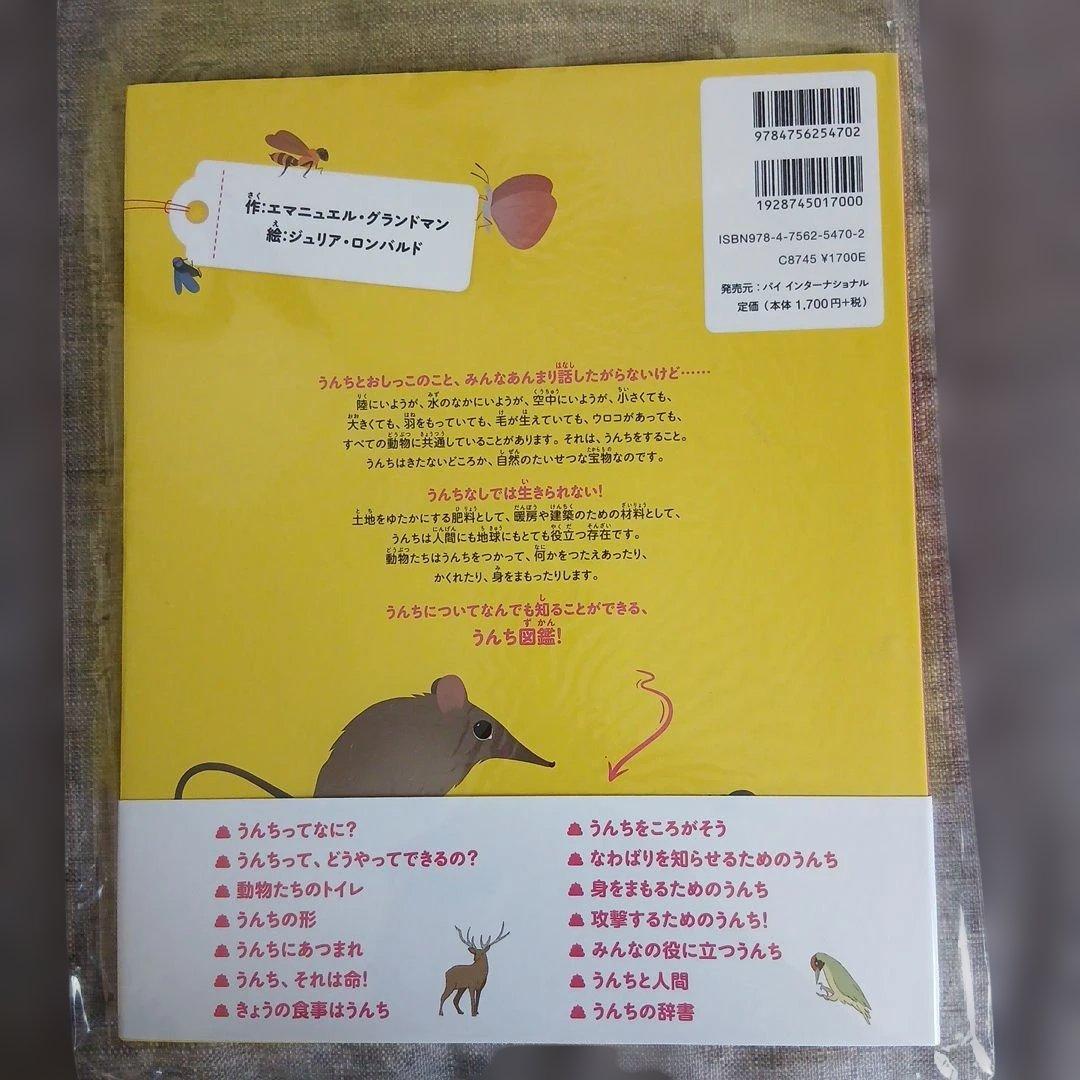 9784756254702
1928745017000
ISBN978-4-7562-5470-2
C8745 ¥1700E
発売元：パイ インターナショナル
定価（本体 1,700円+税）
作:エマニュエル・グランドマン
絵:ジュリア・ロンバルド
うんちとおしっこのこと、みんなあんまり話したがらないけど……
陸にいようが、水のなかにいようが、空中にいようが、小さくても、
大きくても、羽をもっていても、毛が生えていても、ウロコがあっても、
すべての動物に共通していることがあります。それは、うんちをすること。
うんちはきたないどころか、自然のたいせつな宝物なのです。
うんちなしでは生きられない!
土地をゆたかにする肥料として、暖房や建築のための材料として、
うんちは人間にも地球にもとても役立つ存在です。
動物たちはうんちをつかって、何かをつたえあったり、
かくれたり、身をまもったりします。
うんちについてなんでも知ることができる、
うんち図鑑!
うんちってなに?
うんちって、どうやってできるの?
動物たちのトイレ
うんちの形
うんちにあつまれ
うんち、それは命!
きょうの食事はうんち
うんちをころがそう
なわばりを知らせるためのうんち
身をまもるためのうんち
攻撃するためのうんち!
みんなの役に立つうんち
うんちと人間
うんちの辞書